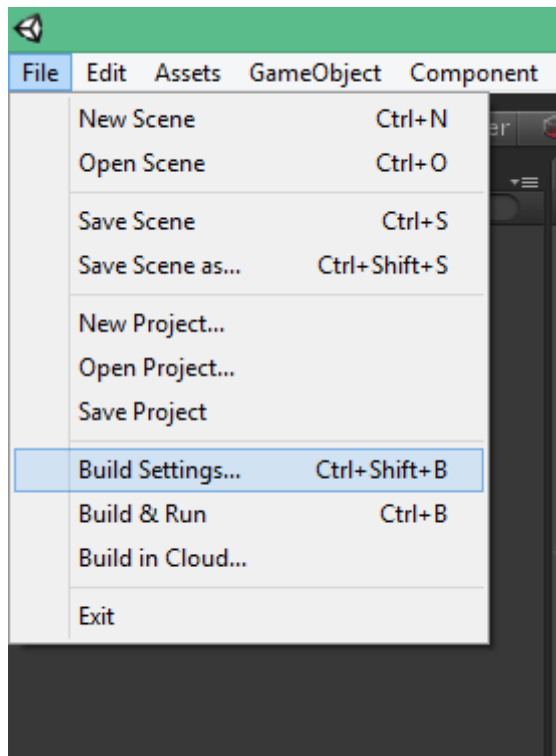 File Edit Assets GameObject Component
New Scene Ctrl+N
Open Scene Ctrl+O
Save Scene Ctrl+S
Save Scene as... Ctrl+Shift+S
New Project...
Open Project...
Save Project
Build Settings... Ctrl+Shift+B
Build & Run Ctrl+B
Build in Cloud...
Exit